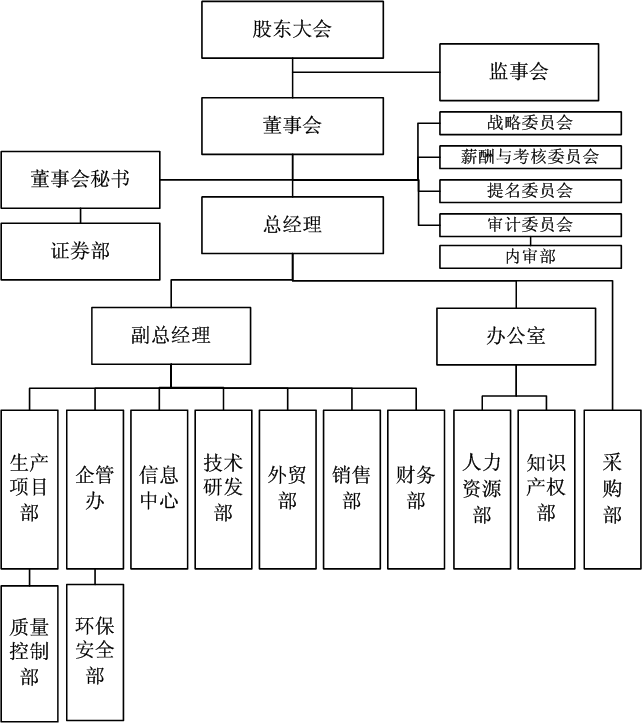 股东大会
监事会
董事会
战略委员会
薪酬与考核委员会
董事会秘书
提名委员会
总经理
审计委员会
证券部
内审部
副总经理
办公室
生产
项目
部
企管
办
信息
中心
技术
研发
部
外贸
部
销售
部
财务
部
人力
资源
部
知识
产权
部
采
购
部
质量
控制
部
环保
安全
部